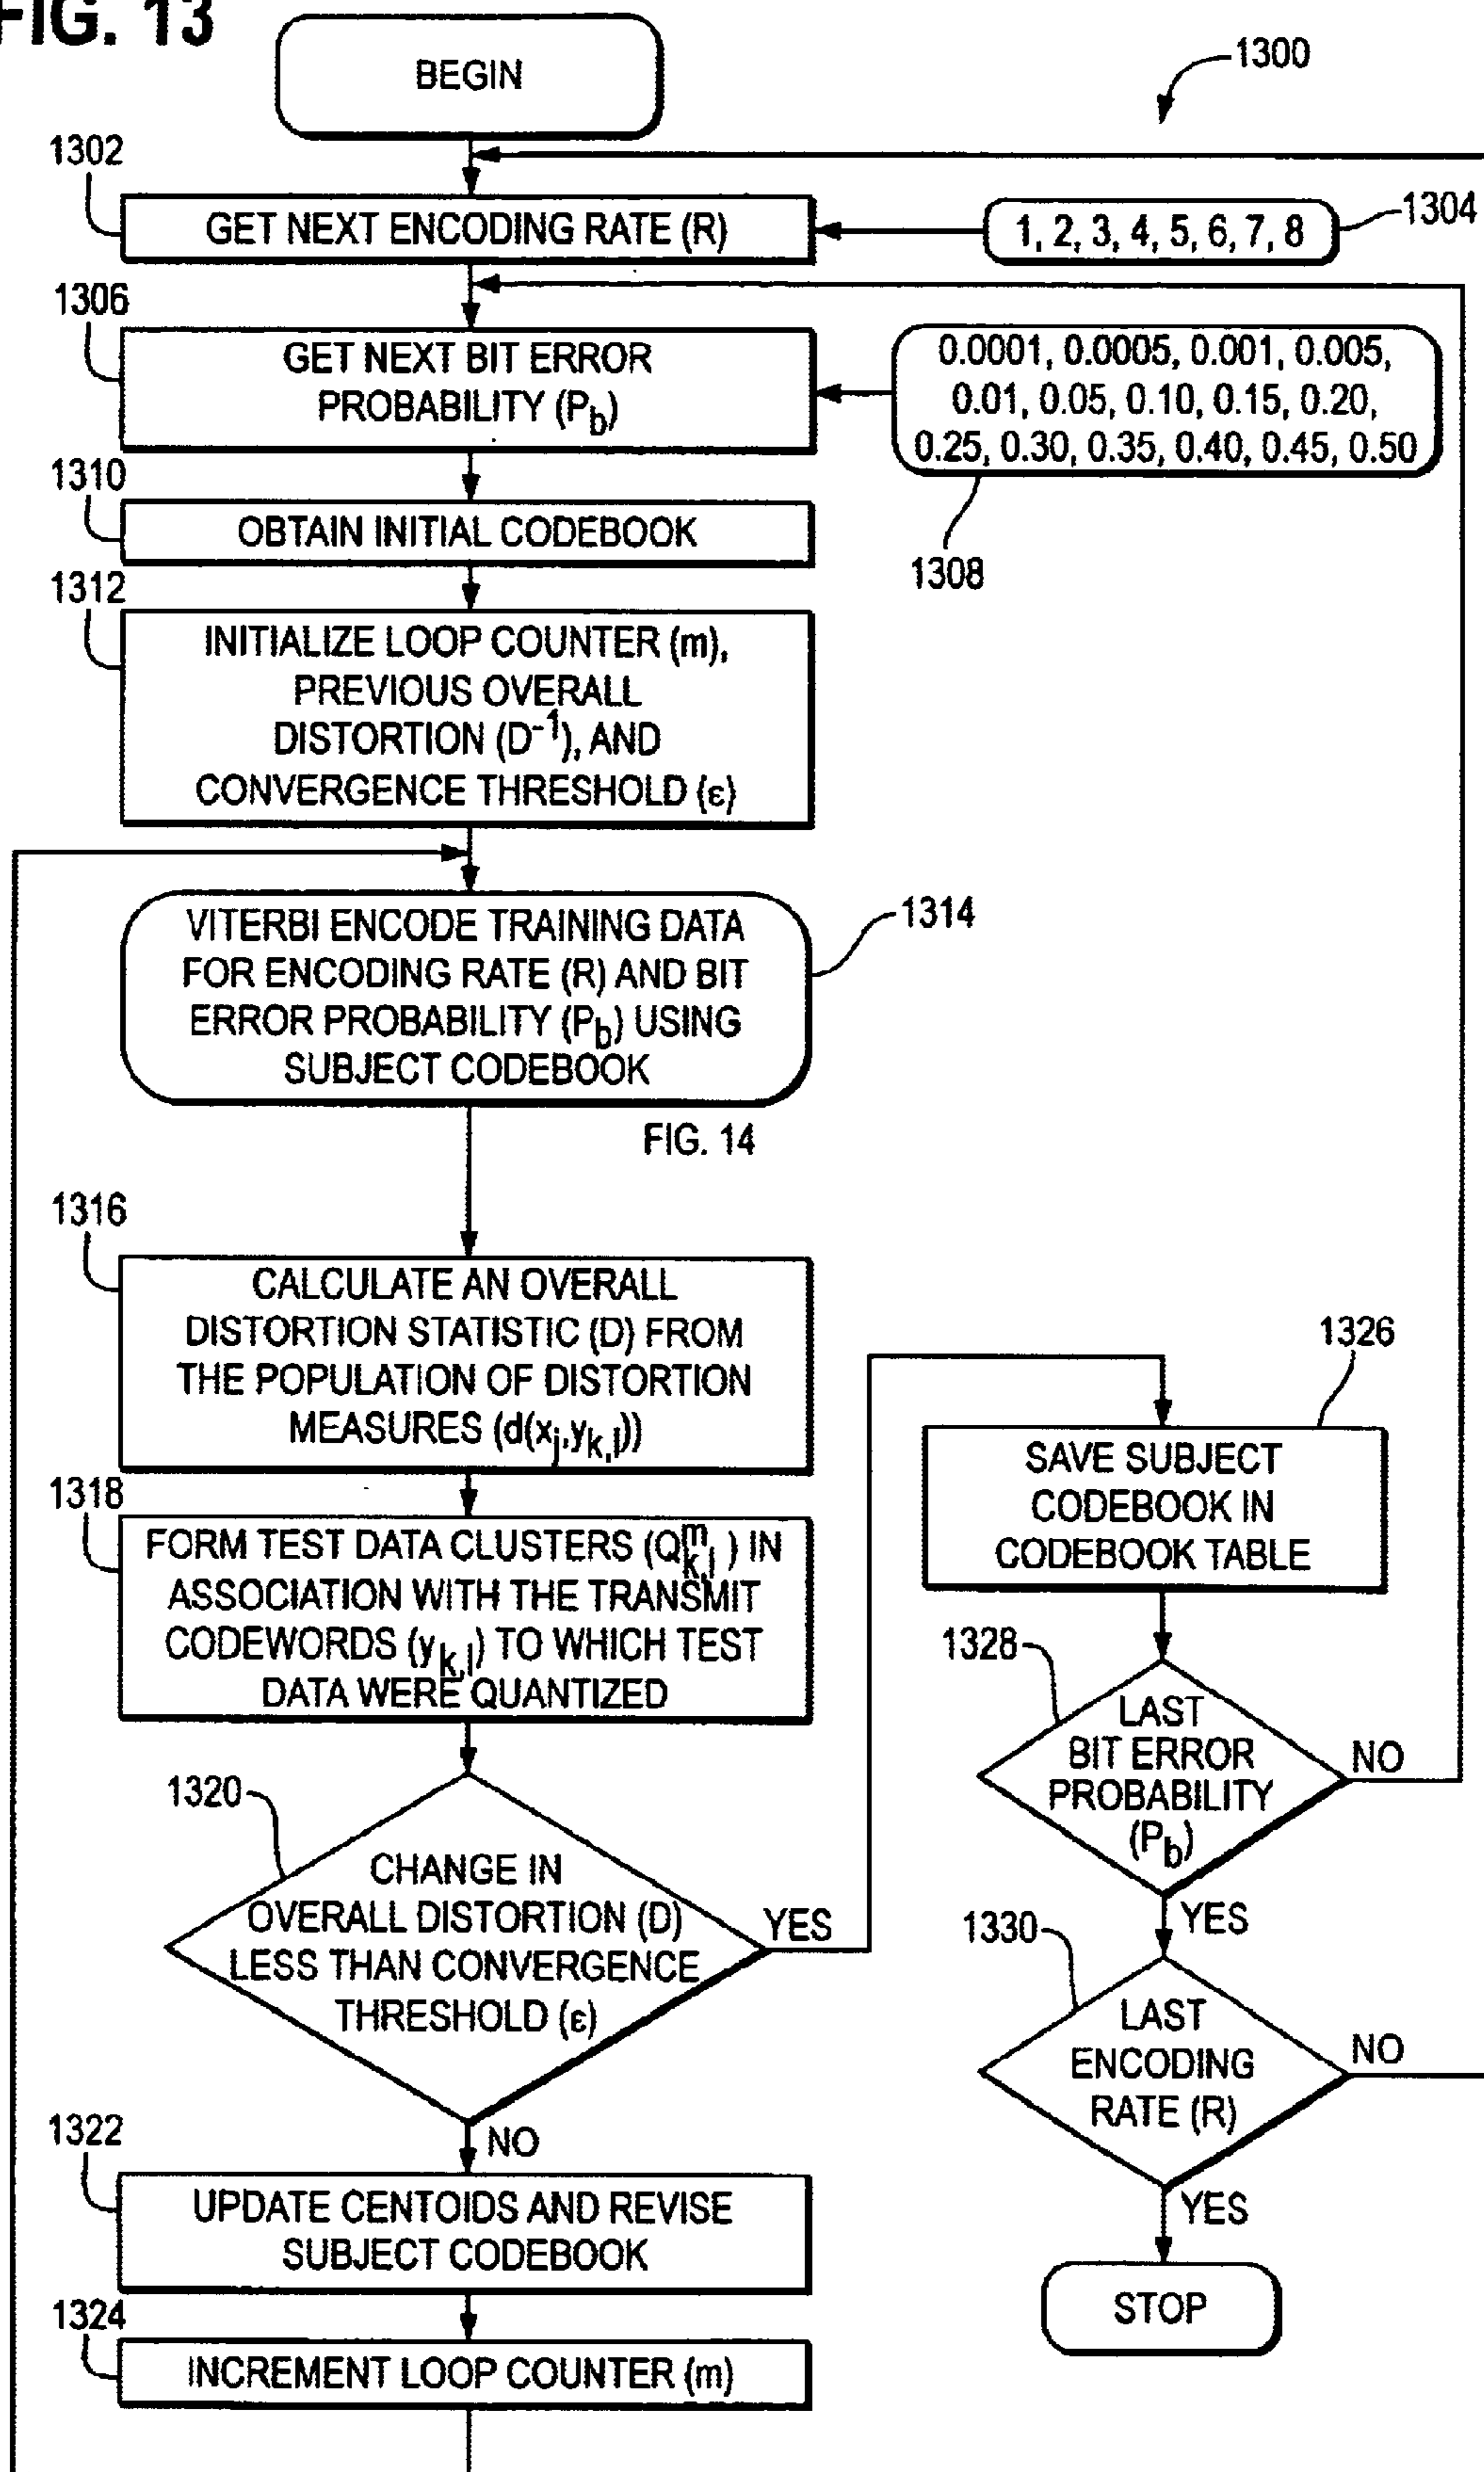 FIG. 13
BEGIN
1300
1302
GET NEXT ENCODING RATE (R)
1, 2, 3, 4, 5, 6, 7, 8
1304
1306
GET NEXT BIT ERROR
PROBABILITY (Pb)
0.0001, 0.0005, 0.001, 0.005,
0.01, 0.05, 0.10, 0.15, 0.20,
0.25, 0.30, 0.35, 0.40, 0.45, 0.50
1308
1310
OBTAIN INITIAL CODEBOOK
1312
INITIALIZE LOOP COUNTER (m),
PREVIOUS OVERALL
DISTORTION (D⁻¹), AND
CONVERGENCE THRESHOLD (ε)
VITERBI ENCODE TRAINING DATA
FOR ENCODING RATE (R) AND BIT
ERROR PROBABILITY (Pb) USING
SUBJECT CODEBOOK
1314
FIG. 14
1316
CALCULATE AN OVERALL
DISTORTION STATISTIC (D) FROM
THE POPULATION OF DISTORTION
MEASURES (d(xj,yk,l))
1318
FORM TEST DATA CLUSTERS (Qᵐk,l) IN
ASSOCIATION WITH THE TRANSMIT
CODEWORDS (yk,l) TO WHICH TEST
DATA WERE QUANTIZED
1320
CHANGE IN
OVERALL DISTORTION (D)
LESS THAN CONVERGENCE
THRESHOLD (ε)
YES
NO
1322
UPDATE CENTOIDS AND REVISE
SUBJECT CODEBOOK
1324
INCREMENT LOOP COUNTER (m)
1326
SAVE SUBJECT
CODEBOOK IN
CODEBOOK TABLE
1328
LAST
BIT ERROR
PROBABILITY
(Pb)
NO
YES
1330
LAST
ENCODING
RATE (R)
NO
YES
STOP